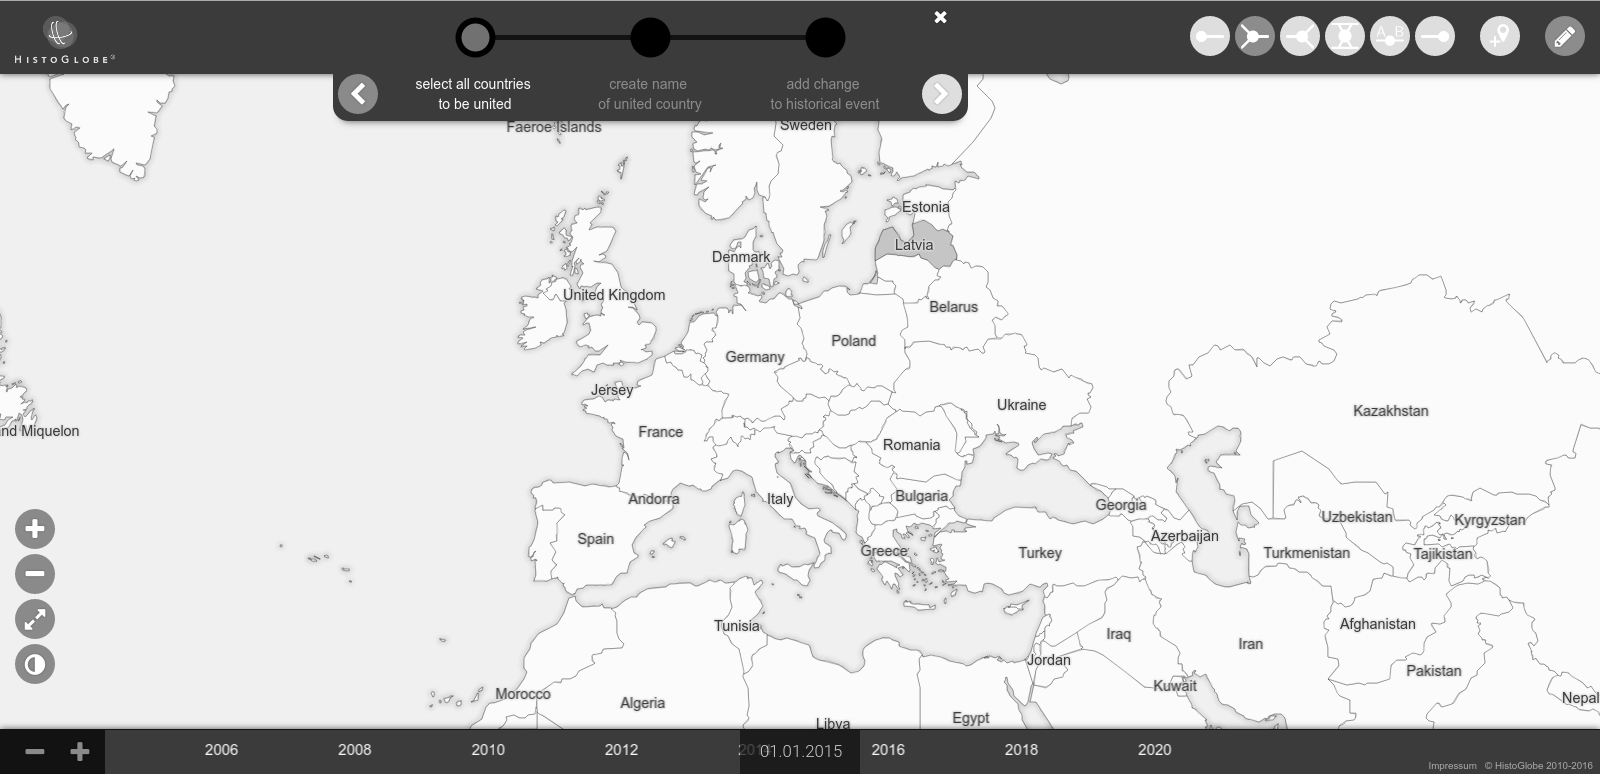 HISTOGLOBE
select all countries
to be united
create name
of united country
add change
to historical event
A B
Faeroe Islands
Sweden
Estonia
Latvia
Denmark
United Kingdom
Belarus
Poland
Germany
Jersey
Ukraine
Kazakhstan
nd Miquelon
France
Romania
Andorra
Italy
Bulgaria
Georgia
Azerbaijan
Uzbekistan
Kyrgyzstan
Spain
Greece
Turkey
Turkmenistan
Tajikistan
Tunisia
Iraq
Iran
Afghanistan
Jordan
Pakistan
Kuwait
Morocco
Algeria
Nepal
Libya
Egypt
2006 2008 2010 2012 01.01.2015 2016 2018 2020
Impressum © HistoGlobe 2010-2016